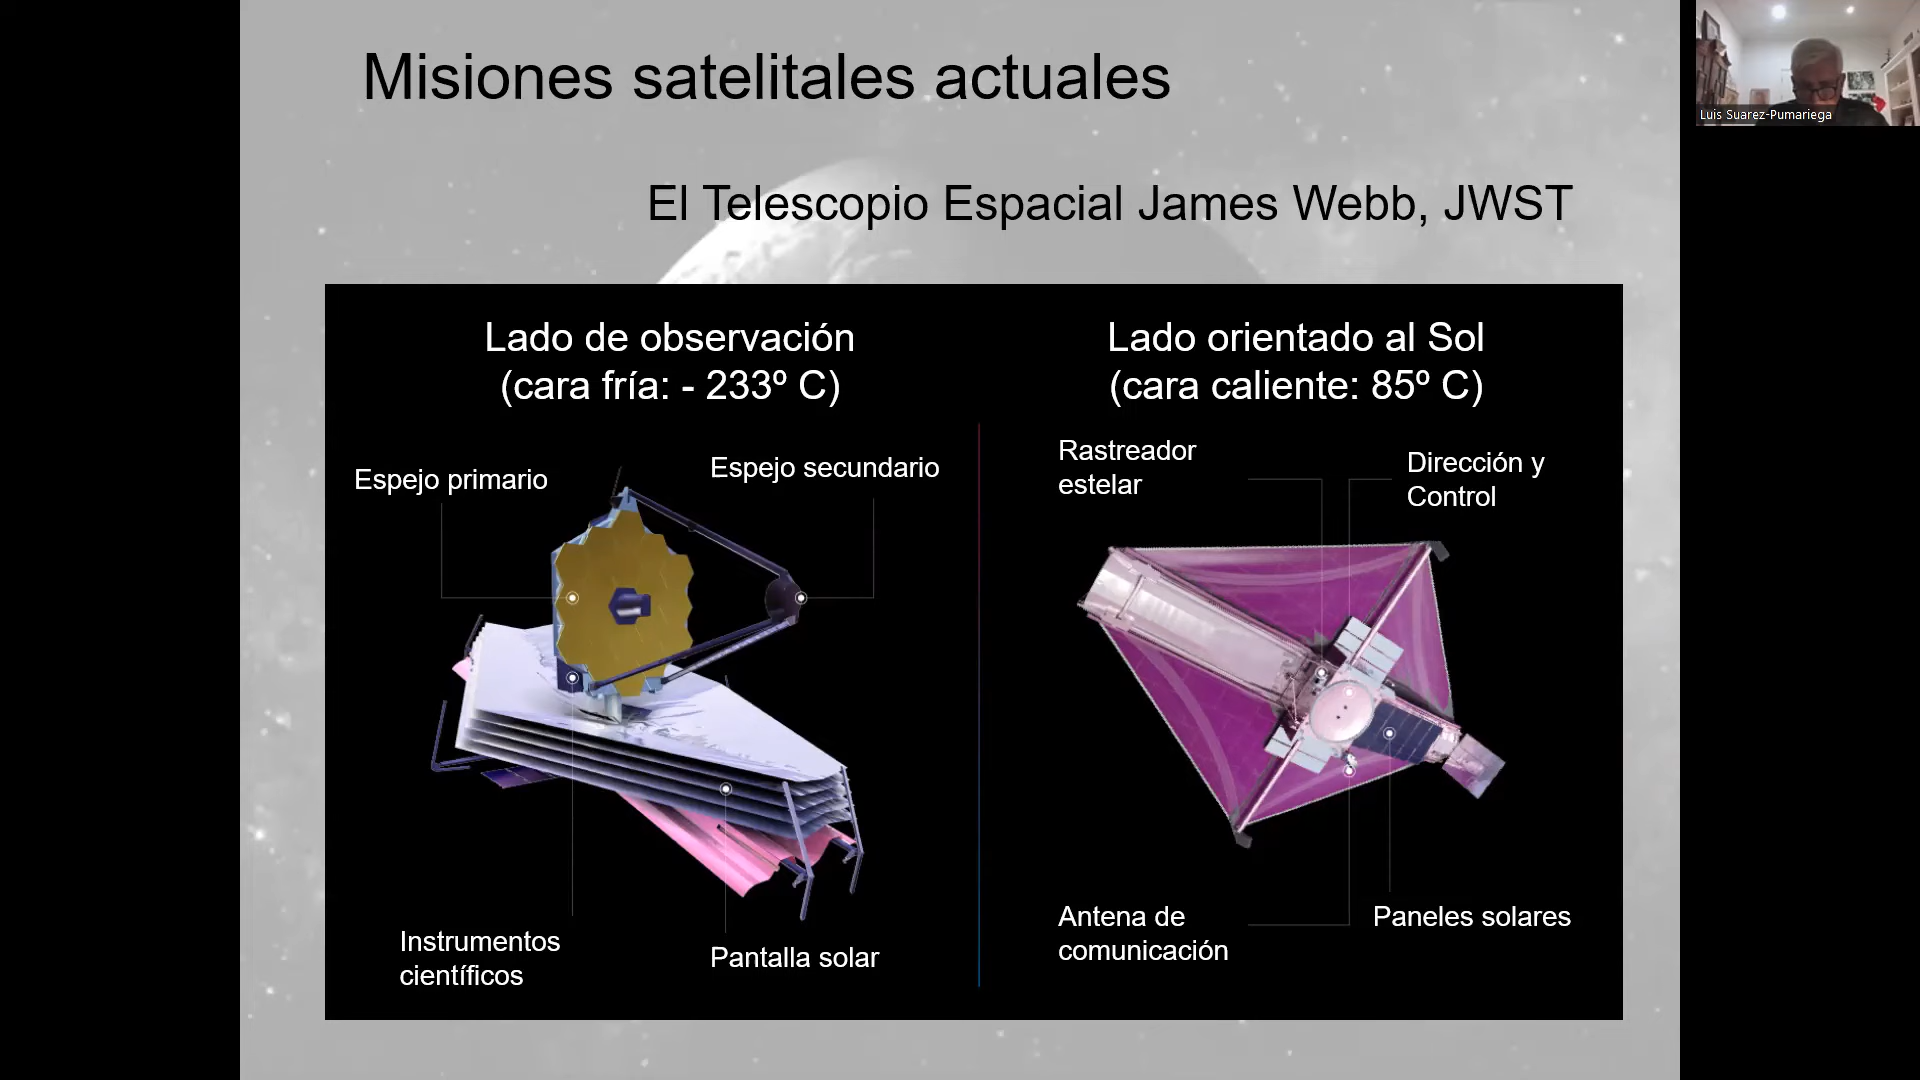 Misiones satelitales actuales
Luis Suarez-Pumariega
El Telescopio Espacial James Webb, JWST
Lado de observación
(cara fría: - 233º C)
Lado orientado al Sol
(cara caliente: 85º C)
Espejo primario
Espejo secundario
Rastreador
estelar
Dirección y
Control
Instrumentos
científicos
Pantalla solar
Antena de
comunicación
Paneles solares